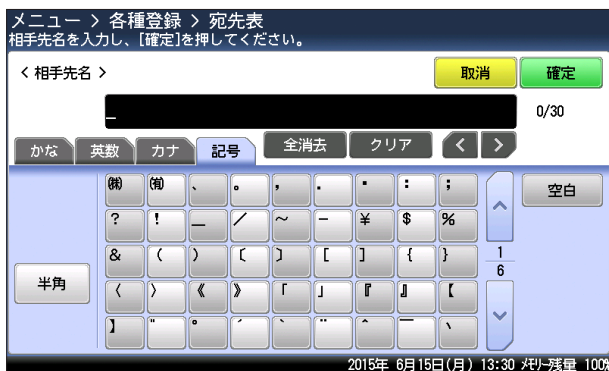 メニュー > 各種登録 > 宛先表
相手先名を入力し、[確定]を押してください。
< 相手先名 >
取消
確定
_
0/30
かな
英数
カナ
記号
全消去
クリア
<
>
㈱ ㈲ 、 。 , . ・ : ;
空白
? ! _ / ~ - ¥ $ %
& ( ) 〔 〕 [ ] { }
1
6
半角
〈 〉 《 》 「 」 『 』 【
】 " ° ´ ` ¨ ^ ‾ ヽ
2015年 6月15日(月) 13:30 メモリー残量 100%